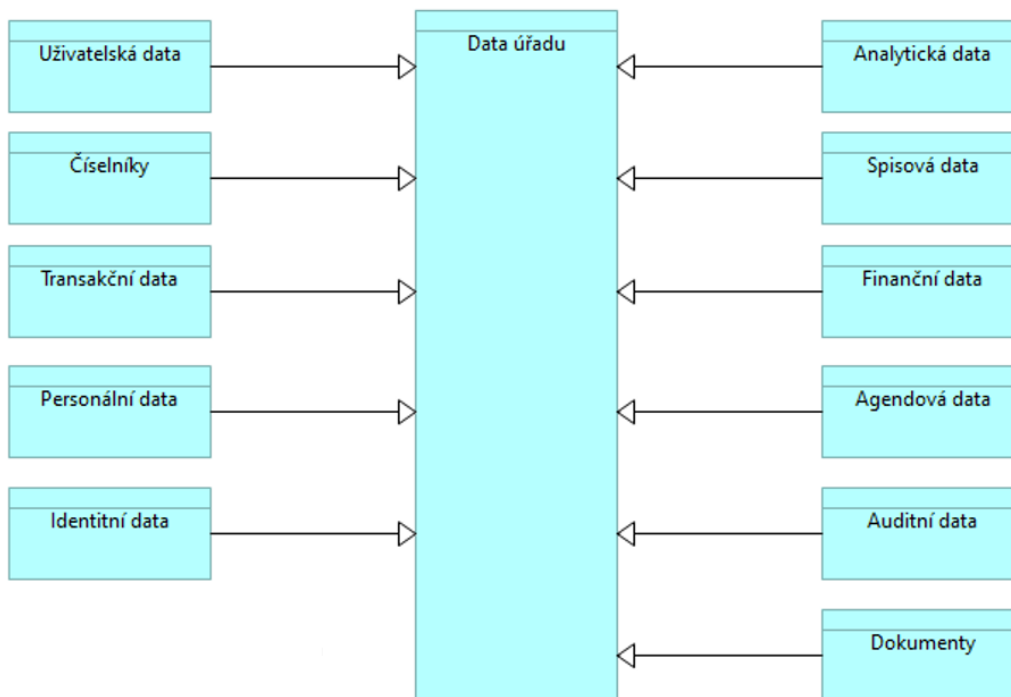 Uživatelská data
Data úřadu
Analytická data
Číselníky
Spisová data
Transakční data
Finanční data
Personální data
Agendová data
Identitní data
Auditní data
Dokumenty